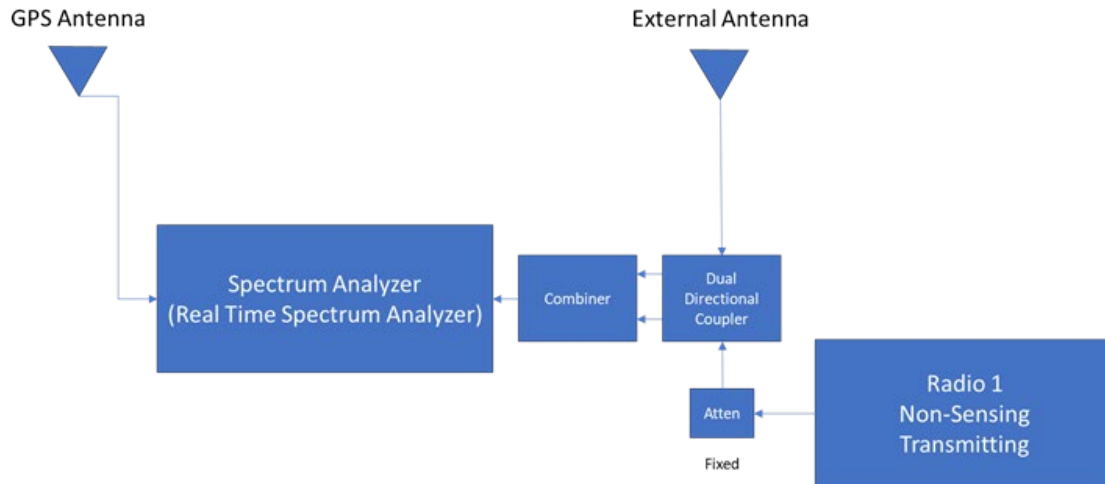 GPS Antenna
External Antenna
Spectrum Analyzer
(Real Time Spectrum Analyzer)
Combiner
Dual
Directional
Coupler
Atten
Fixed
Radio 1
Non-Sensing
Transmitting